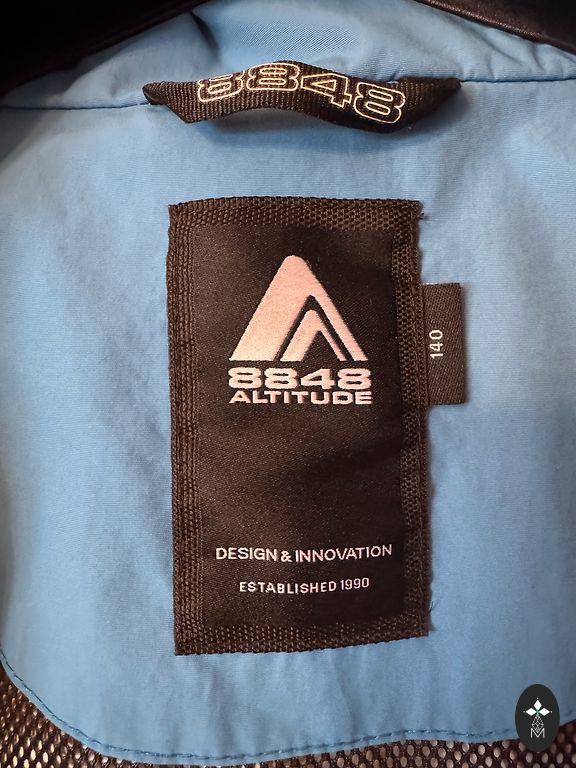 8848
8848
ALTITUDE
140
DESIGN & INNOVATION
ESTABLISHED 1990
M